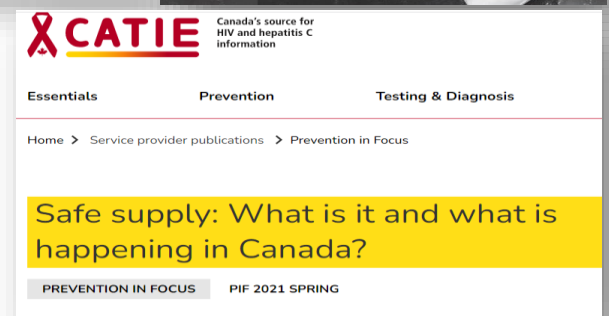 CATIE
Canada's source for
HIV and hepatitis C
information
Essentials Prevention Testing & Diagnosis
Home > Service provider publications > Prevention in Focus
Safe supply: What is it and what is
happening in Canada?
PREVENTION IN FOCUS PIF 2021 SPRING